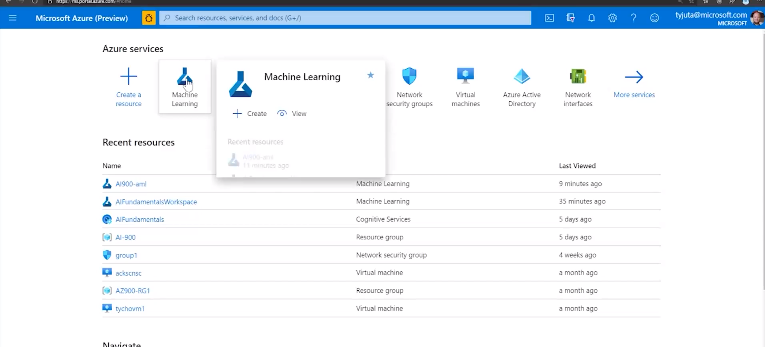 https://ms.portal.azure.com/#home
Microsoft Azure (Preview)
Search resources, services, and docs (G+/)
tyjuta@microsoft.com
MICROSOFT
Azure services
Create a resource
Machine Learning
Machine Learning
Create
View
Recent resources
AI900-aml
11 minutes ago
Network security groups
Virtual machines
Azure Active Directory
Network interfaces
More services
Recent resources
Name
Last Viewed
AI900-aml Machine Learning 9 minutes ago
AIFundamentalsWorkspace Machine Learning 35 minutes ago
AIFundamentals Cognitive Services 5 days ago
AI-900 Resource group 5 days ago
group1 Network security group 4 weeks ago
ackscnsc Virtual machine a month ago
AZ900-RG1 Resource group a month ago
tychovm1 Virtual machine a month ago
Navigate